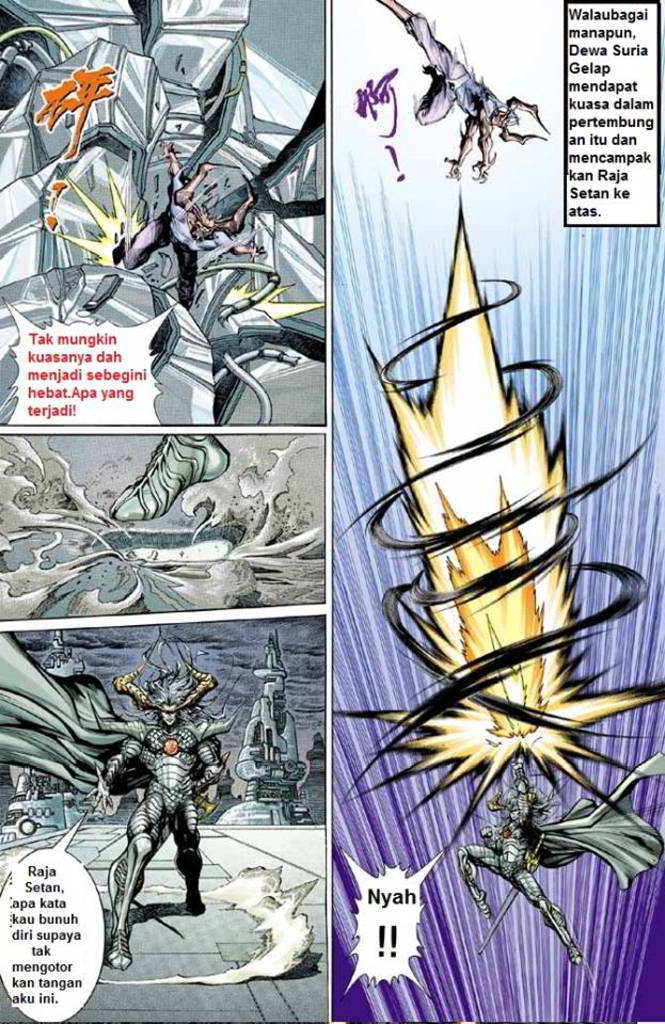 Walaubagai
manapun,
Dewa Suria
Gelap
mendapat
kuasa dalam
pertembung
an itu dan
mencampak
kan Raja
Setan ke
atas.
啊
!
Nyah
!!
砰
!!
Tak mungkin
kuasanya dah
menjadi sebegini
hebat.Apa yang
terjadi!
Raja
Setan,
apa kata
kau bunuh
diri supaya
tak
mengotor
kan tangan
aku ini.